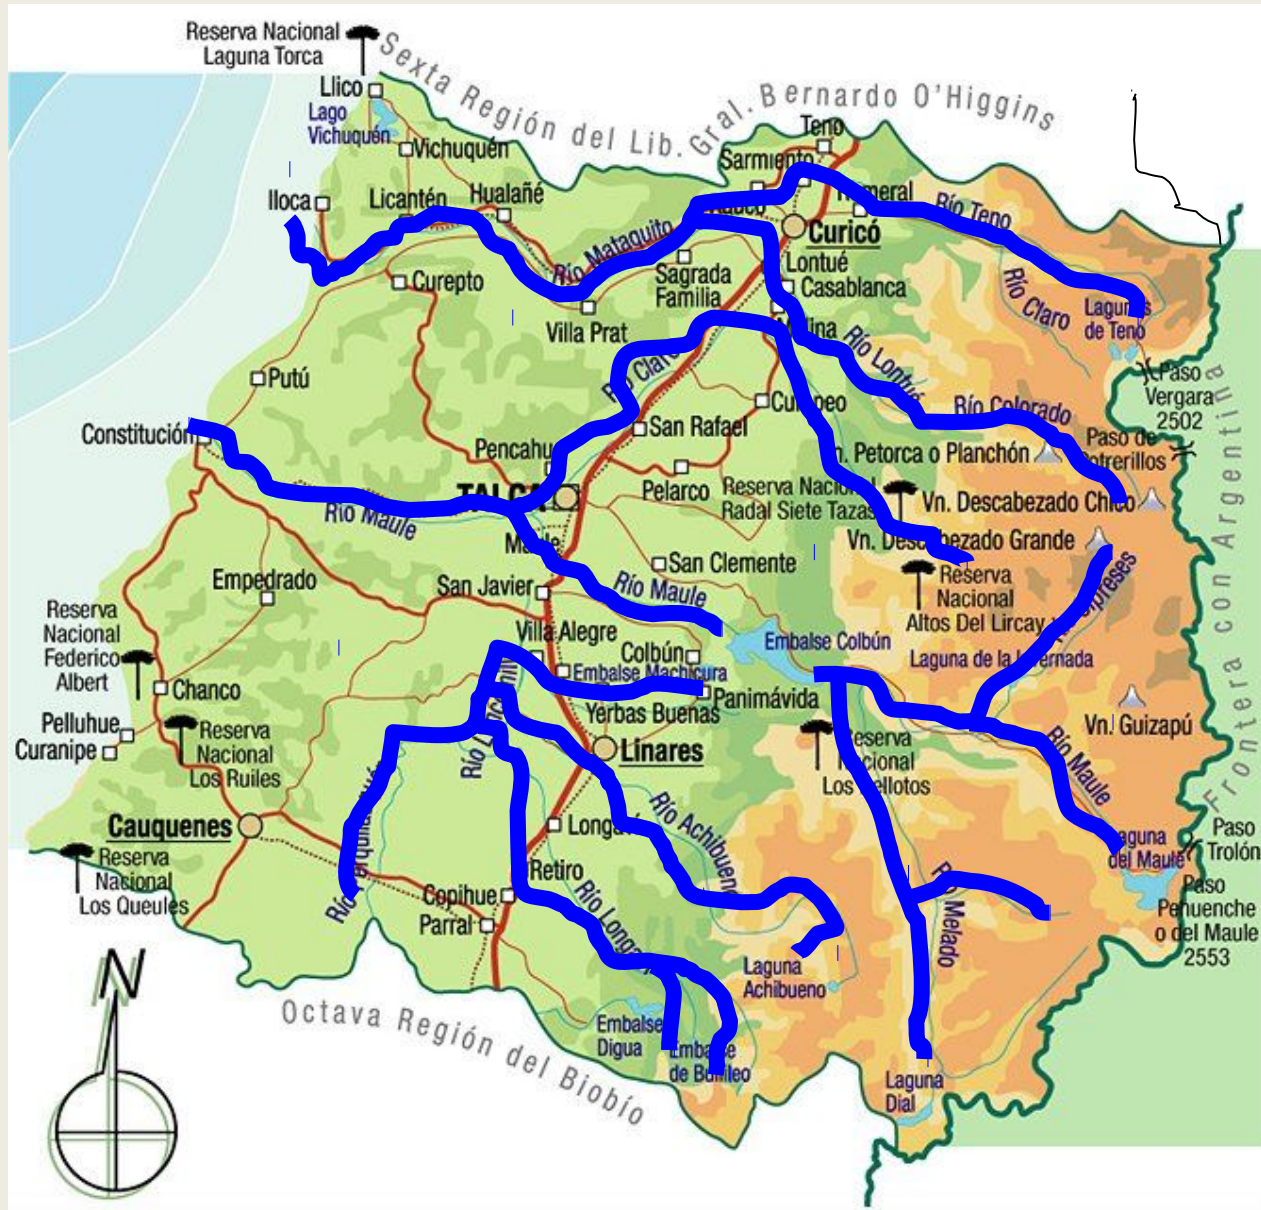 Reserva Nacional
Laguna Torca
Sexta Región del Lib. Gral. Bernardo O'Higgins
Llico
Lago
Vichuquén
Vichuquén
Teno
Sarmiento
Iloca
Licantén
Hualañé
Río Teno
Río Mataquito
Curicó
Lontué
Casablanca
Sagrada
Familia
Curepto
Villa Prat
Río Claro
Lagunas
de Teno
Río Claro
Río Lontué
Putú
Paso
Vergara
2502
Río Colorado
Constitución
San Rafael
Pencahue
Paso de
Potrerillos
Vn. Petorca o Planchón
Pelarco
Reserva Nacional
Radal Siete Tazas
Vn. Descabezado Chico
TALCA
Río Maule
Maule
Vn. Descabezado Grande
San Clemente
Reserva
Nacional
Altos Del Lircay
Empedrado
San Javier
Río Maule
Reserva
Nacional
Federico
Albert
Villa Alegre
Colbún
Embalse Colbún
Laguna de la Invernada
Embalse Machicura
Chanco
Panimávida
Yerbas Buenas
Vn. Guizapú
Pelluhue
Curanipe
Reserva
Nacional
Los Ruiles
Linares
Reserva
Nacional
Los Bellotos
Río Maule
Frontera con Argentina
Cauquenes
Longaví
Río Achibueno
Laguna
del Maule
Paso
Trolón
Reserva
Nacional
Los Queules
Retiro
Copihue
Parral
Río Longaví
Río Melado
Paso
Pehuenche
o del Maule
2553
N
Laguna
Achibueno
Octava Región del Biobío
Embalse
Digua
Embalse
de Bullileo
Laguna
Dial